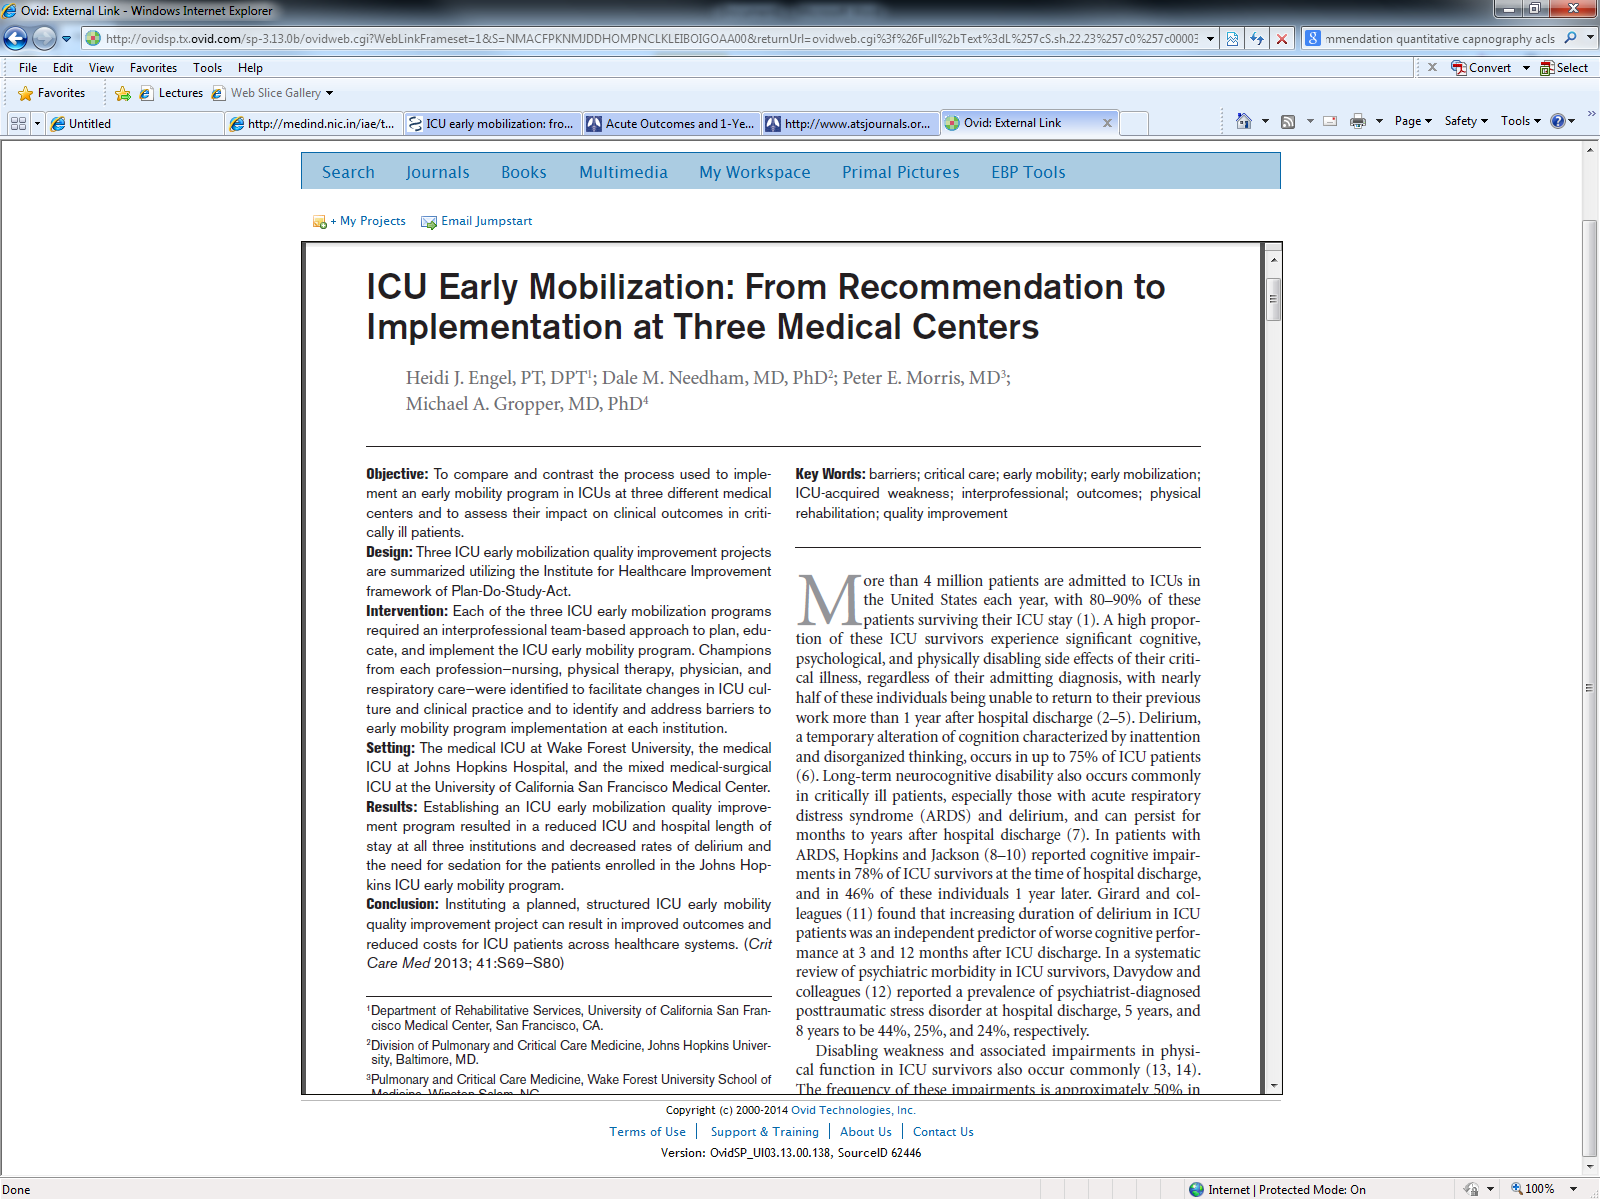 Ovid: External Link - Windows Internet Explorer
http://ovidsp.tx.ovid.com/sp-3.13.0b/ovidweb.cgi?WebLinkFrameset=1&S=NMACFPKNMJDDHOMPNCLKLEIBOIGOAA00&returnUrl=ovidweb.cgi%3f%26Full%2bText%3dL%257cS.sh.22.23%257c0%257c00003
mmendation quantitative capnography acls
File Edit View Favorites Tools Help
Convert Select
Favorites Lectures Web Slice Gallery
Untitled http://medind.nic.in/iae/t... ICU early mobilization: fro... Acute Outcomes and 1-Ye... http://www.atsjournals.or... Ovid: External Link
Page Safety Tools
Search Journals Books Multimedia My Workspace Primal Pictures EBP Tools
+ My Projects Email Jumpstart
ICU Early Mobilization: From Recommendation to
Implementation at Three Medical Centers
Heidi J. Engel, PT, DPT1; Dale M. Needham, MD, PhD2; Peter E. Morris, MD3;
Michael A. Gropper, MD, PhD4
Objective: To compare and contrast the process used to imple-
ment an early mobility program in ICUs at three different medical
centers and to assess their impact on clinical outcomes in criti-
cally ill patients.
Design: Three ICU early mobilization quality improvement projects
are summarized utilizing the Institute for Healthcare Improvement
framework of Plan-Do-Study-Act.
Intervention: Each of the three ICU early mobilization programs
required an interprofessional team-based approach to plan, edu-
cate, and implement the ICU early mobility program. Champions
from each profession—nursing, physical therapy, physician, and
respiratory care—were identified to facilitate changes in ICU cul-
ture and clinical practice and to identify and address barriers to
early mobility program implementation at each institution.
Setting: The medical ICU at Wake Forest University, the medical
ICU at Johns Hopkins Hospital, and the mixed medical-surgical
ICU at the University of California San Francisco Medical Center.
Results: Establishing an ICU early mobilization quality improve-
ment program resulted in a reduced ICU and hospital length of
stay at all three institutions and decreased rates of delirium and
the need for sedation for the patients enrolled in the Johns Hop-
kins ICU early mobility program.
Conclusion: Instituting a planned, structured ICU early mobility
quality improvement project can result in improved outcomes and
reduced costs for ICU patients across healthcare systems. (Crit
Care Med 2013; 41:S69–S80)
1Department of Rehabilitative Services, University of California San Fran-
cisco Medical Center, San Francisco, CA.
2Division of Pulmonary and Critical Care Medicine, Johns Hopkins Univer-
sity, Baltimore, MD.
3Pulmonary and Critical Care Medicine, Wake Forest University School of
Medicine, Winston Salem, NC
Key Words: barriers; critical care; early mobility; early mobilization;
ICU-acquired weakness; interprofessional; outcomes; physical
rehabilitation; quality improvement
More than 4 million patients are admitted to ICUs in
the United States each year, with 80–90% of these
patients surviving their ICU stay (1). A high propor-
tion of these ICU survivors experience significant cognitive,
psychological, and physically disabling side effects of their criti-
cal illness, regardless of their admitting diagnosis, with nearly
half of these individuals being unable to return to their previous
work more than 1 year after hospital discharge (2–5). Delirium,
a temporary alteration of cognition characterized by inattention
and disorganized thinking, occurs in up to 75% of ICU patients
(6). Long-term neurocognitive disability also occurs commonly
in critically ill patients, especially those with acute respiratory
distress syndrome (ARDS) and delirium, and can persist for
months to years after hospital discharge (7). In patients with
ARDS, Hopkins and Jackson (8–10) reported cognitive impair-
ments in 78% of ICU survivors at the time of hospital discharge,
and in 46% of these individuals 1 year later. Girard and col-
leagues (11) found that increasing duration of delirium in ICU
patients was an independent predictor of worse cognitive perfor-
mance at 3 and 12 months after ICU discharge. In a systematic
review of psychiatric morbidity in ICU survivors, Davydow and
colleagues (12) reported a prevalence of psychiatrist-diagnosed
posttraumatic stress disorder at hospital discharge, 5 years, and
8 years to be 44%, 25%, and 24%, respectively.
Disabling weakness and associated impairments in physi-
cal function in ICU survivors also occur commonly (13, 14).
The frequency of these impairments is approximately 50% in
Copyright (c) 2000-2014 Ovid Technologies, Inc.
Terms of Use Support & Training About Us Contact Us
Version: OvidSP_UI03.13.00.138, SourceID 62446
Done Internet | Protected Mode: On 100%